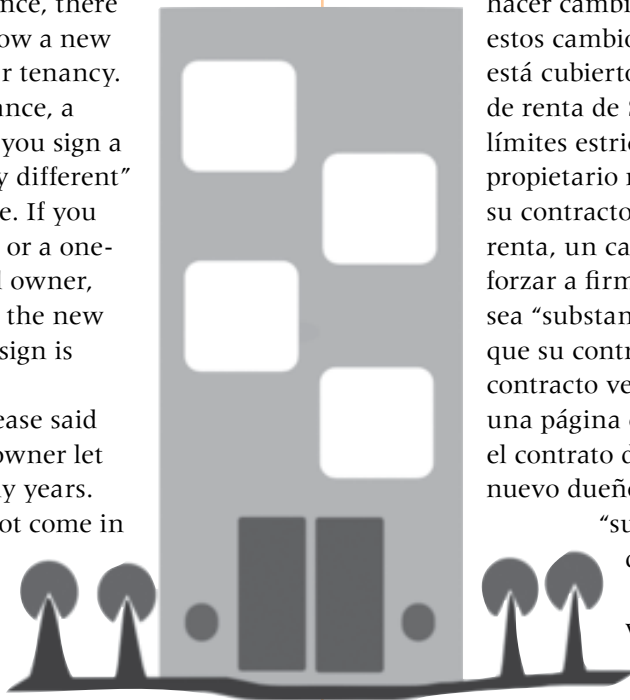 nce, there
ow a new
r tenancy.
ance, a
you sign a
y different”
e. If you
or a one-
l owner,
the new
sign is
ease said
owner let
y years.
ot come in
hacer cambi
estos cambio
está cubierto
de renta de
límites estri
propietario
su contracto
renta, un ca
forzar a firm
sea “substan
que su contr
contracto ve
una página
el contrato d
nuevo dueñ
“su